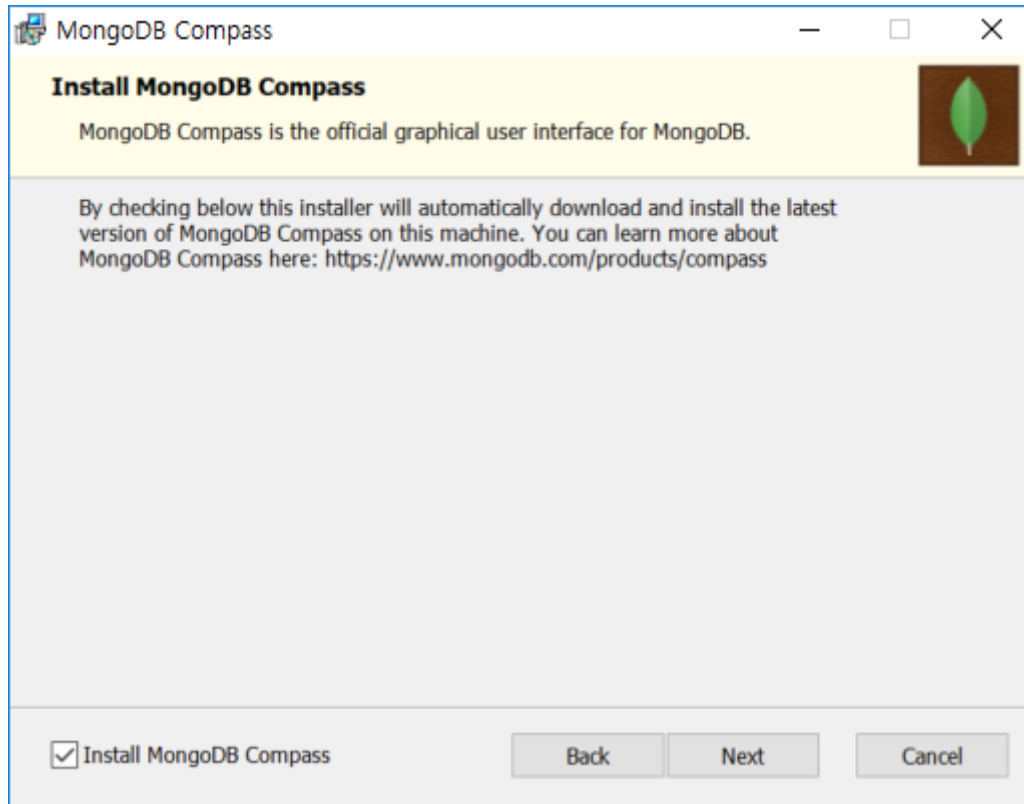 MongoDB Compass
Install MongoDB Compass
MongoDB Compass is the official graphical user interface for MongoDB.
By checking below this installer will automatically download and install the latest
version of MongoDB Compass on this machine. You can learn more about
MongoDB Compass here: https://www.mongodb.com/products/compass
Install MongoDB Compass
Back
Next
Cancel